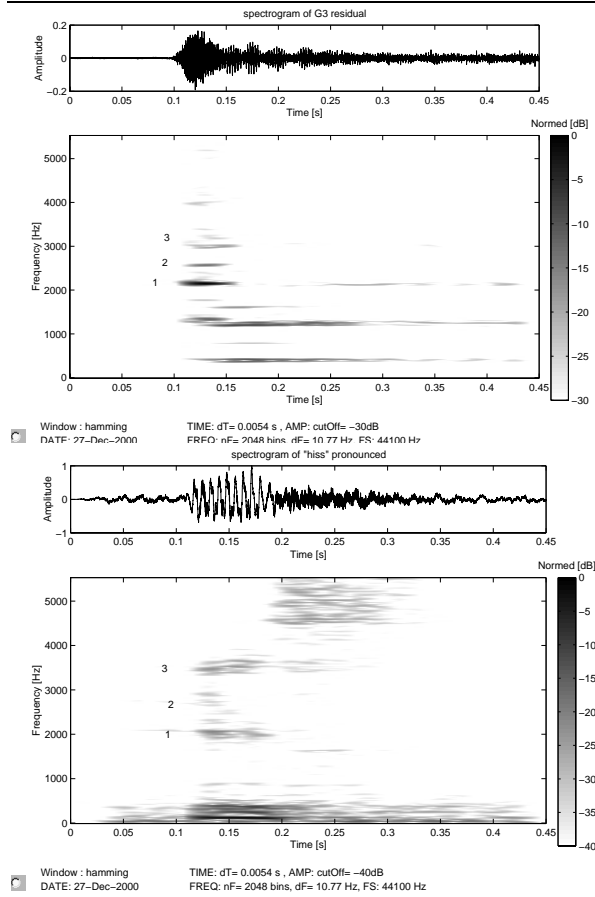 spectrogram of G3 residual
0.2
0
−0.2
Amplitude
0 0.05 0.1 0.15 0.2 0.25 0.3 0.35 0.4 0.45
Time [s]
Normed [dB]
5000
4000
3000
2000
1000
0
Frequency [Hz]
3
2
1
0
−5
−10
−15
−20
−25
−30
0 0.05 0.1 0.15 0.2 0.25 0.3 0.35 0.4 0.45
Time [s]
Window : hamming TIME: dT= 0.0054 s , AMP: cutOff= −30dB
DATE: 27-Dec-2000 FREQ: nF= 2048 bins, dF= 10.77 Hz, FS: 44100 Hz
spectrogram of "hiss" pronounced
1
0
−1
Amplitude
0 0.05 0.1 0.15 0.2 0.25 0.3 0.35 0.4 0.45
Time [s]
Normed [dB]
5000
4000
3000
2000
1000
0
Frequency [Hz]
3
2
1
0
−5
−10
−15
−20
−25
−30
−35
−40
0 0.05 0.1 0.15 0.2 0.25 0.3 0.35 0.4 0.45
Time [s]
Window : hamming TIME: dT= 0.0054 s , AMP: cutOff= −40dB
DATE: 27-Dec-2000 FREQ: nF= 2048 bins, dF= 10.77 Hz, FS: 44100 Hz